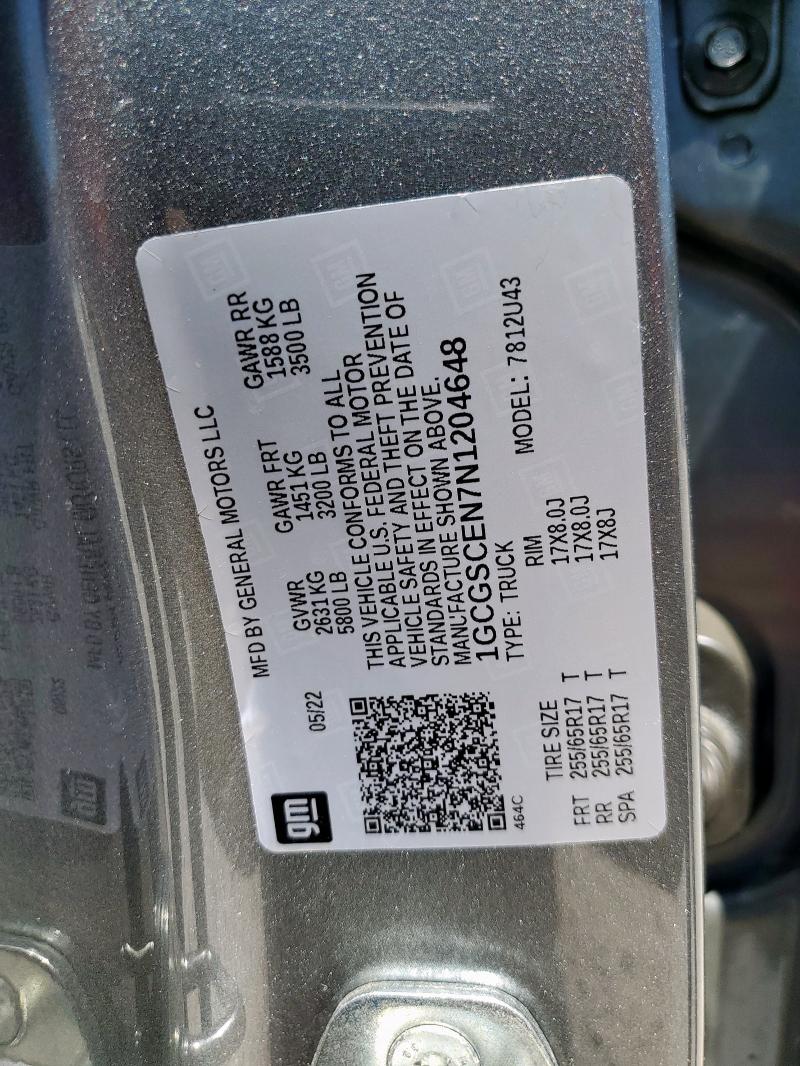 gm
MFD BY GENERAL MOTORS LLC
05/22
GVWR GAWR FRT GAWR RR
2631 KG 1451 KG 1588 KG
5800 LB 3200 LB 3500 LB
THIS VEHICLE CONFORMS TO ALL
APPLICABLE U.S. FEDERAL MOTOR
VEHICLE SAFETY AND THEFT PREVENTION
STANDARDS IN EFFECT ON THE DATE OF
MANUFACTURE SHOWN ABOVE.
1GCGSCEN7N1204648
464C
TYPE: TRUCK MODEL: 7812U43
TIRE SIZE RIM
FRT 255/65R17 T 17X8.0J
RR 255/65R17 T 17X8.0J
SPA 255/65R17 T 17X8J